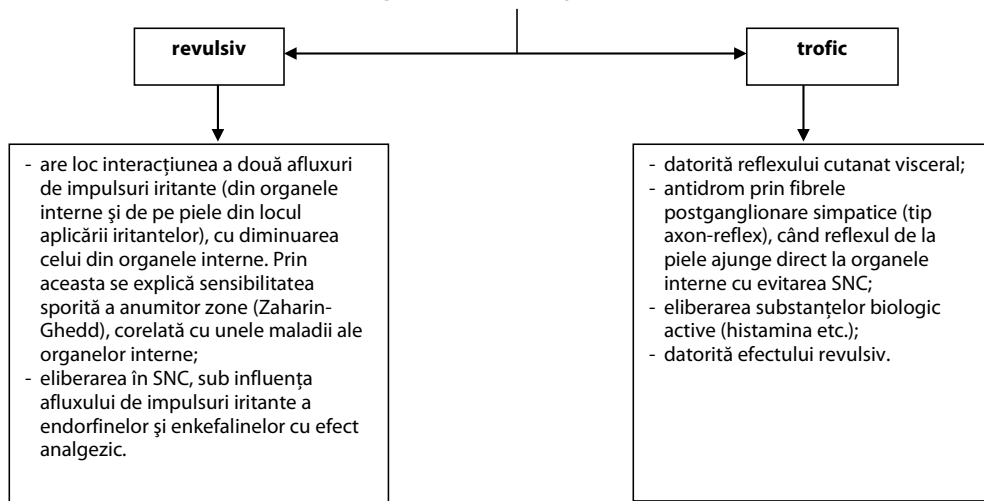 revulsiv
trofic
- are loc interacțiunea a două afluxuri
de impulsuri iritante (din organele
interne şi de pe piele din locul
aplicării iritantelor), cu diminuarea
celui din organele interne. Prin
aceasta se explică sensibilitatea
sporită a anumitor zone (Zaharin-
Ghedd), corelată cu unele maladii ale
organelor interne;
- eliberarea în SNC, sub influența
afluxului de impulsuri iritante a
endorfinelor şi enkefalinelor cu efect
analgezic.
- datorită reflexului cutanat visceral;
- antidrom prin fibrele
postganglionare simpatice (tip
axon-reflex), când reflexul de la
piele ajunge direct la organele
interne cu evitarea SNC;
- eliberarea substanțelor biologic
active (histamina etc.);
- datorită efectului revulsiv.